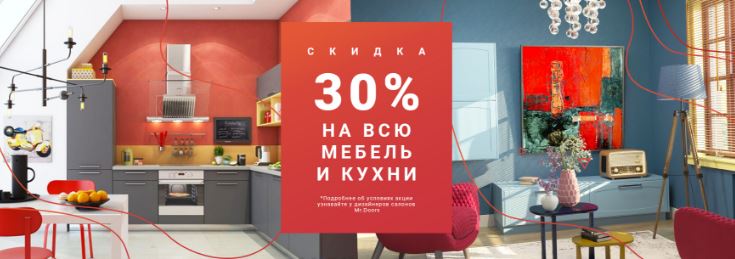 СКИДКА
30%
НА ВСЮ
МЕБЕЛЬ
И КУХНИ
*Подробнее об условиях акции
узнавайте у дизайнеров салонов
Mr.Doors